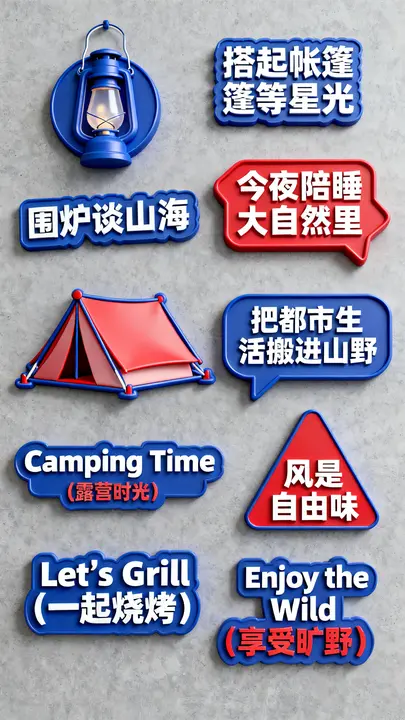 搭起帐篷
篷等星光
围炉谈山海
今夜陪睡
大自然里
把都市生
活搬进山野
Camping Time
(露营时光)
风是
自由味
Let's Grill
(一起烧烤)
Enjoy the
Wild
(享受旷野)